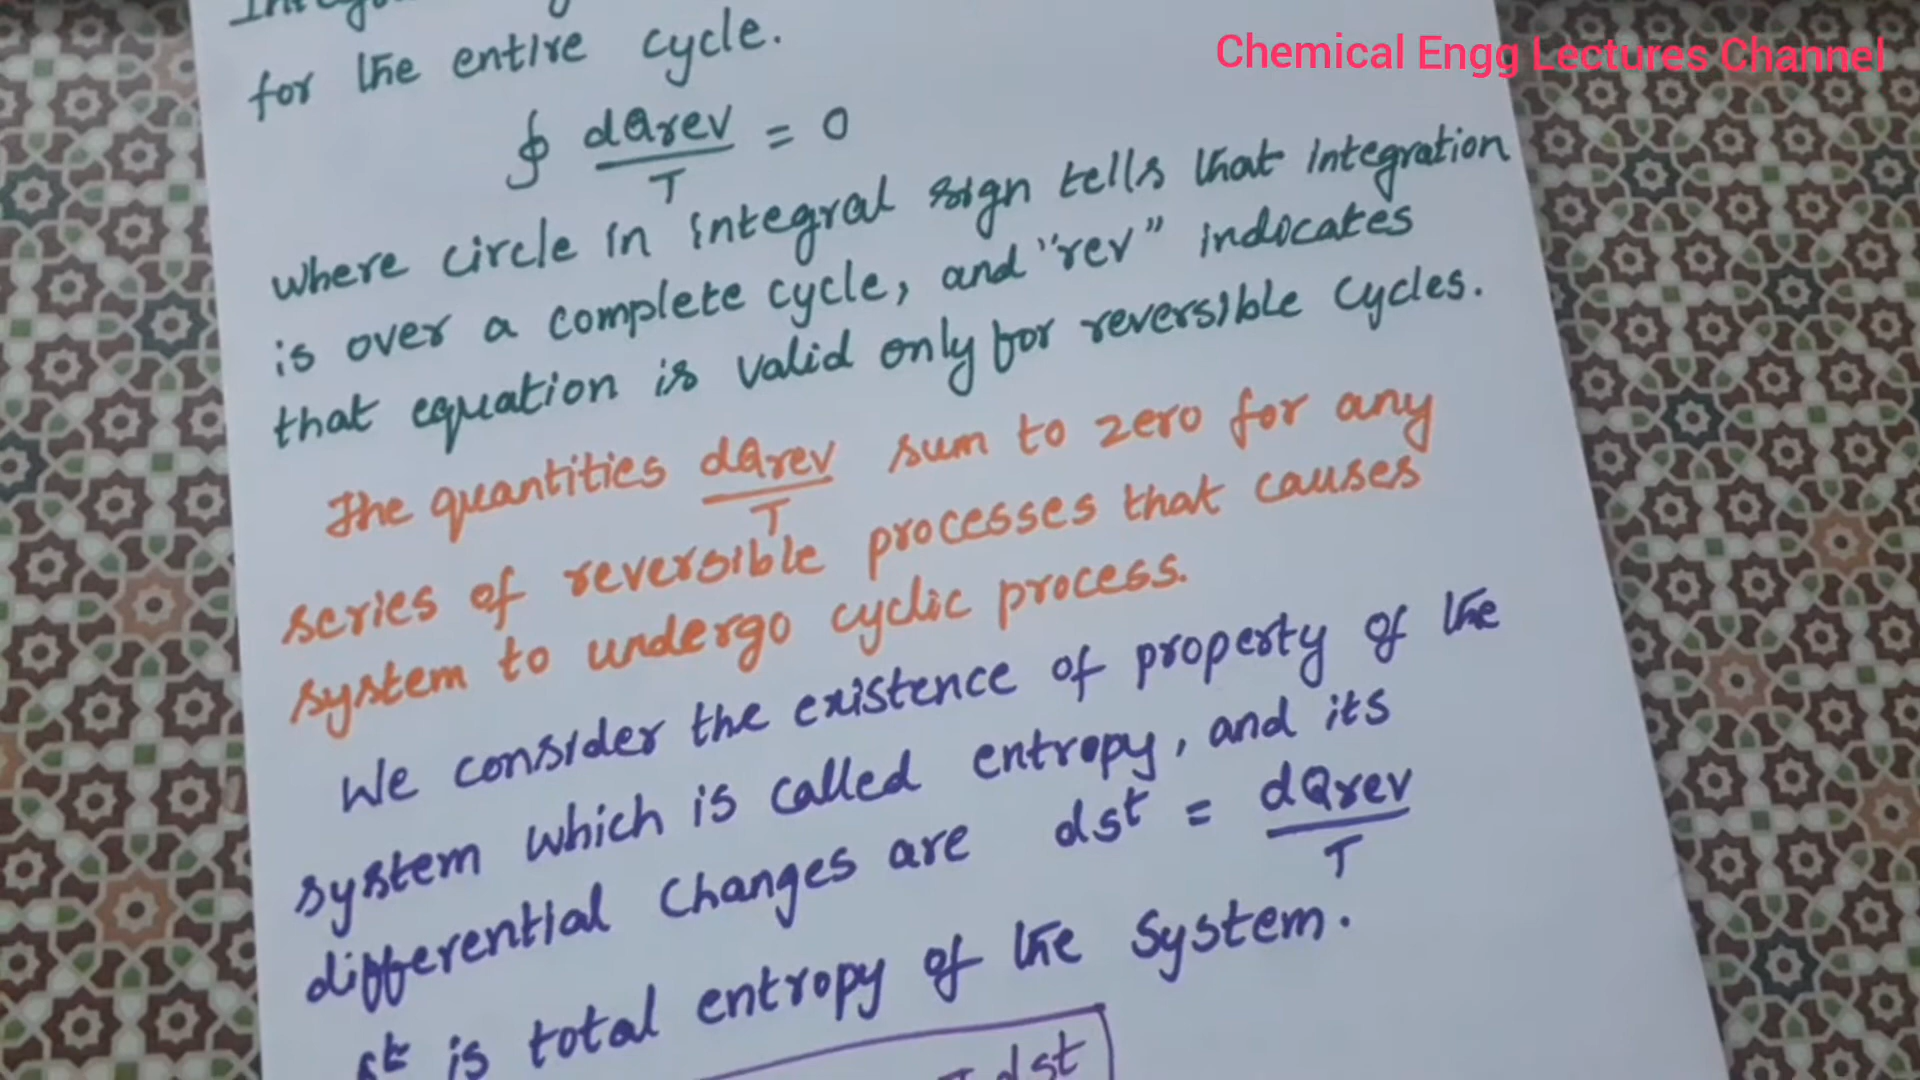 Chemical Engg Lectures Channel
for the entire cycle.
∮ dQrev / T = 0
where circle in integral sign tells that integration
is over a complete cycle, and "rev" indicates
that equation is valid only for reversible cycles.
The quantities dQrev / T sum to zero for any
series of reversible processes that causes
system to undergo cyclic process.
We consider the existence of property of the
system which is called entropy, and its
differential changes are dst = dQrev / T
st is total entropy of the system.
dst